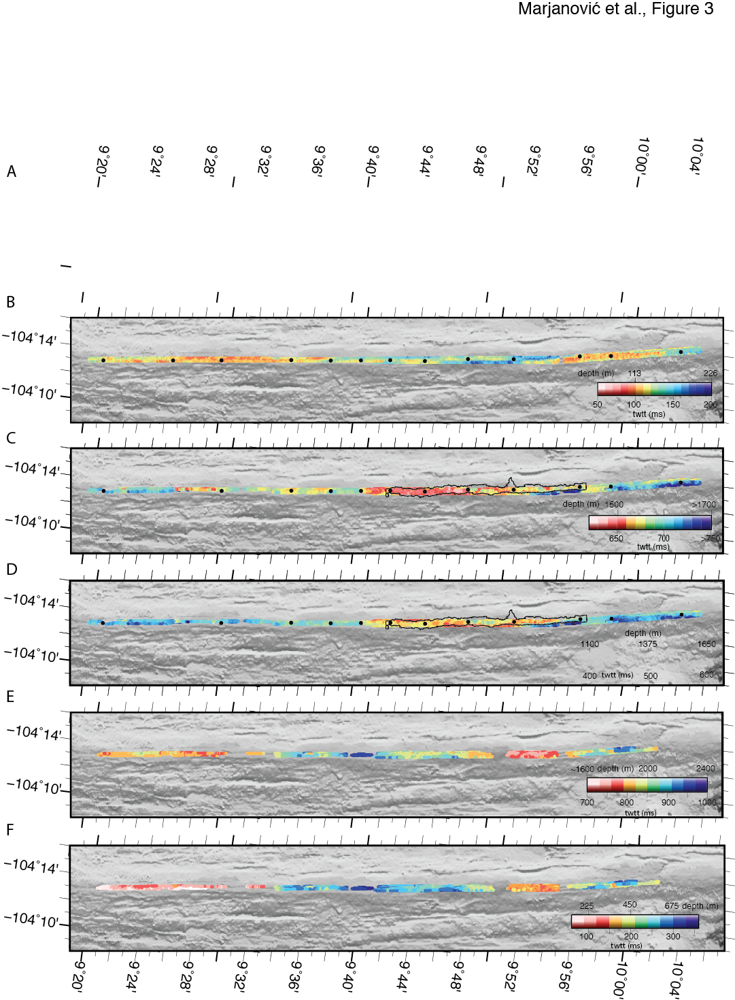 Marjanović et al., Figure 3
A
9°20' 9°24' 9°28' 9°32' 9°36' 9°40' 9°44' 9°48' 9°52' 9°56' 10°00' 10°04'
B
−104°14'
−104°10'
depth (m) 113 226
50 100 150 200
twtt (ms)
C
−104°14'
−104°10'
depth (m) 1500 >1700
650 700 >750
twtt (ms)
D
−104°14'
−104°10'
depth (m)
1100 1375 1650
400 twtt (ms) 500 600
E
−104°14'
−104°10'
~1600 depth (m) 2000 2400
700 800 900 1000
twtt (ms)
F
−104°14'
−104°10'
225 450 675 depth (m)
100 200 300
twtt (ms)
9°20' 9°24' 9°28' 9°32' 9°36' 9°40' 9°44' 9°48' 9°52' 9°56' 10°00' 10°04'